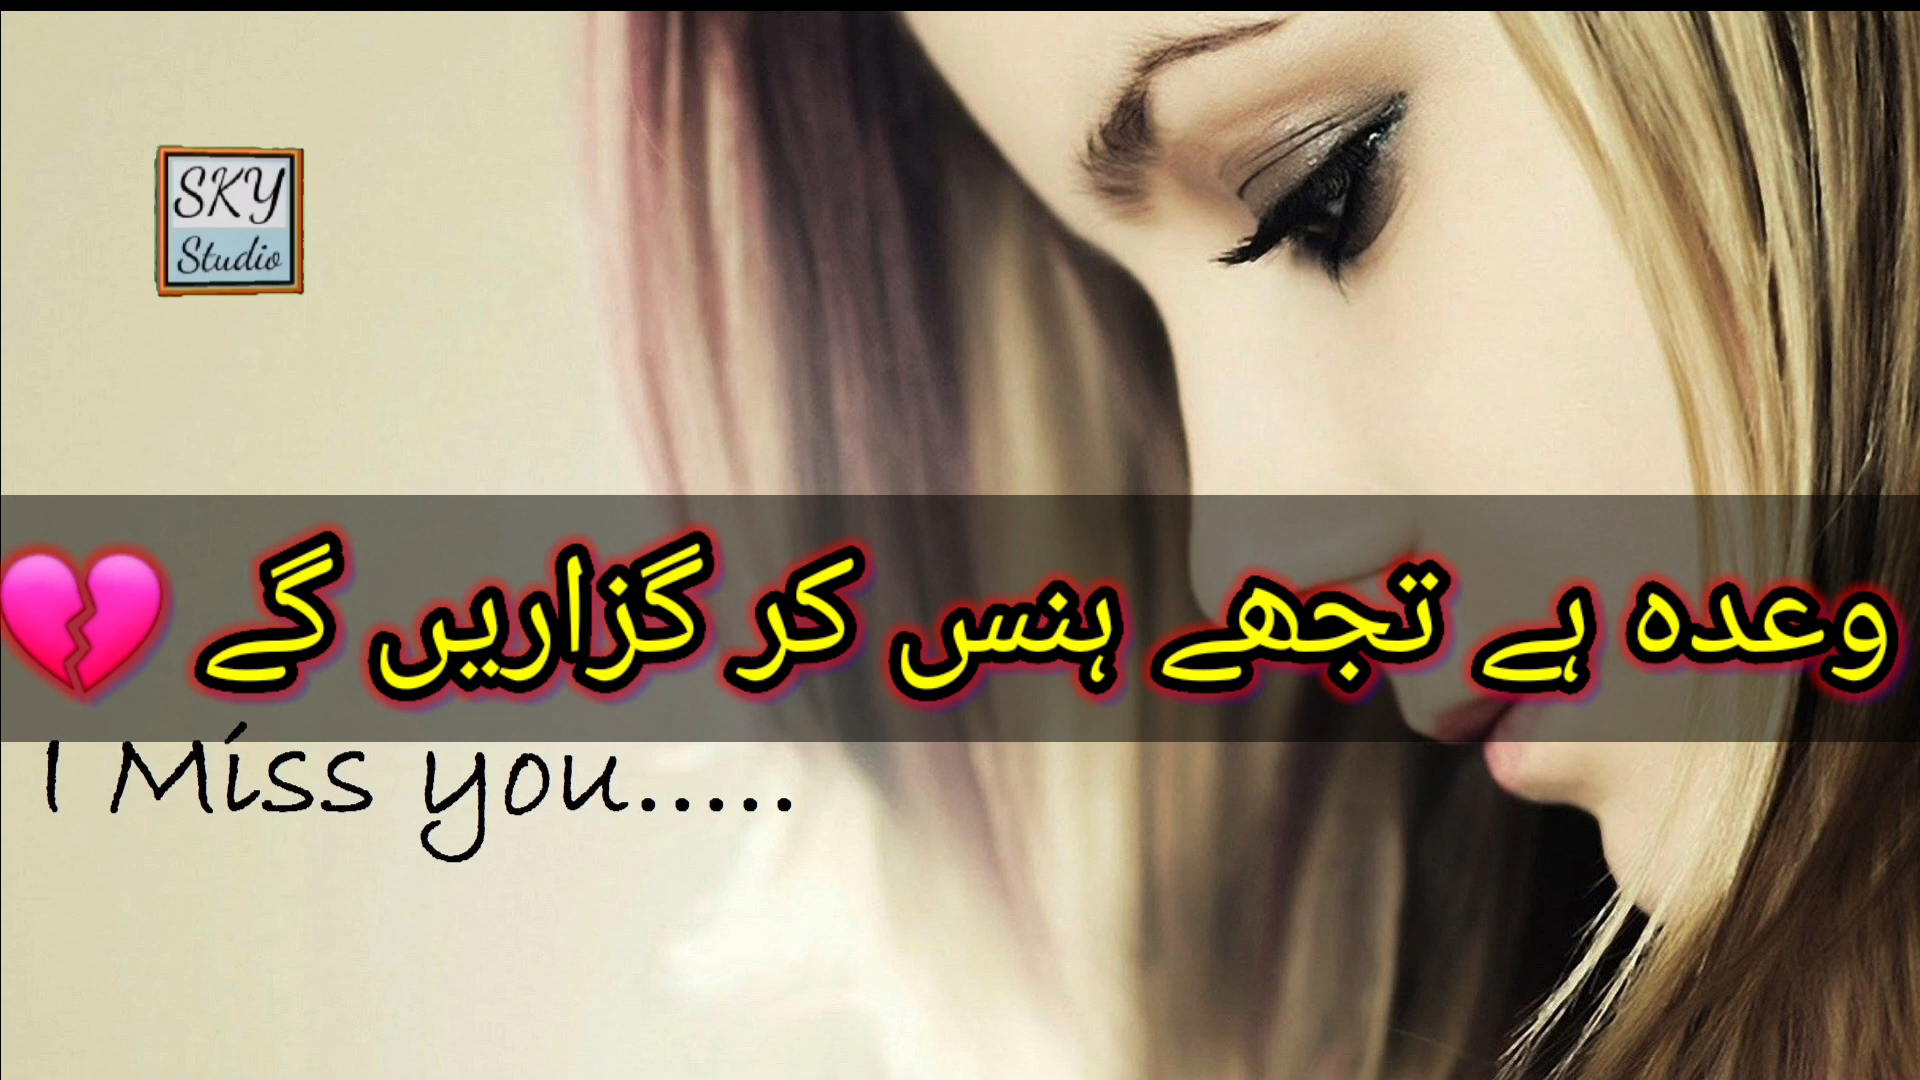 SKY
Studio
وعدہ ہے تجھے ہنس کر گزاریں گے 💔
I Miss you.....